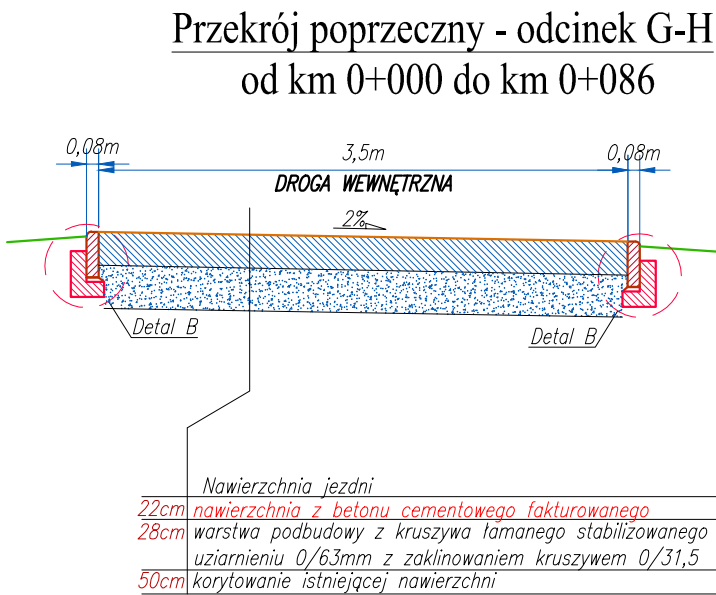 Przekrój poprzeczny - odcinek G-H
od km 0+000 do km 0+086
0,08m
3,5m
0,08m
DROGA WEWNĘTRZNA
2%
Detal B
Detal B
Nawierzchnia jezdni
22cm nawierzchnia z betonu cementowego fakturowanego
28cm warstwa podbudowy z kruszywa łamanego stabilizowanego
uziarnieniu 0/63mm z zaklinowaniem kruszywem 0/31,5
50cm korytowanie istniejącej nawierzchni